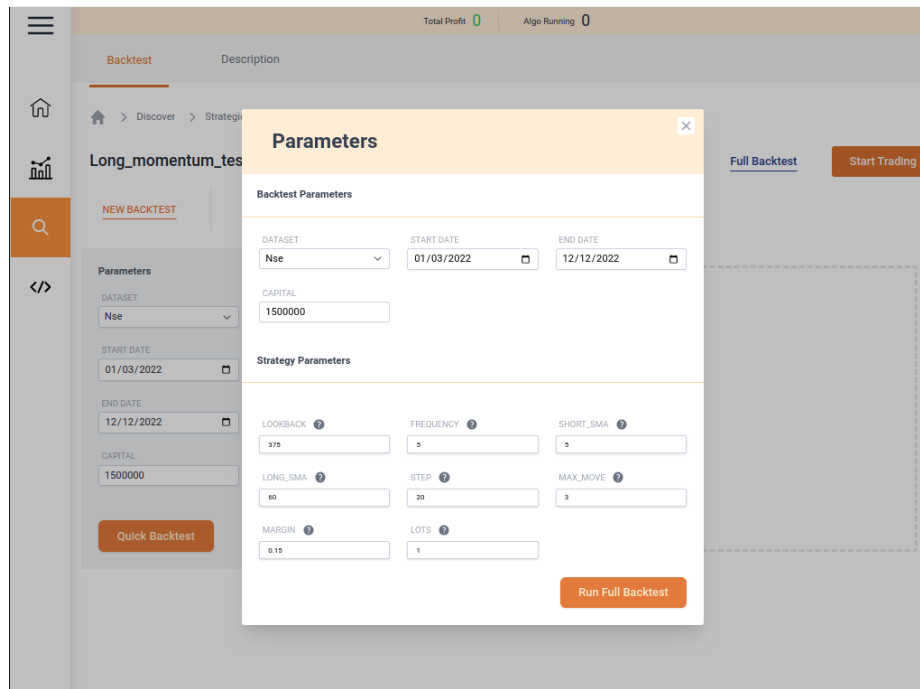 Total Profit 0 Algo Running 0
Backtest Description
Discover > Strategi
Long_momentum_tes
Full Backtest Start Trading
NEW BACKTEST
Parameters
DATASET
Nse
START DATE
01/03/2022
END DATE
12/12/2022
CAPITAL
1500000
Quick Backtest
Parameters
Backtest Parameters
DATASET START DATE END DATE
Nse 01/03/2022 12/12/2022
CAPITAL
1500000
Strategy Parameters
LOOKBACK ? FREQUENCY ? SHORT_SMA ?
375 5 5
LONG_SMA ? STEP ? MAX_MOVE ?
60 20 3
MARGIN ? LOTS ?
0.15 1
Run Full Backtest